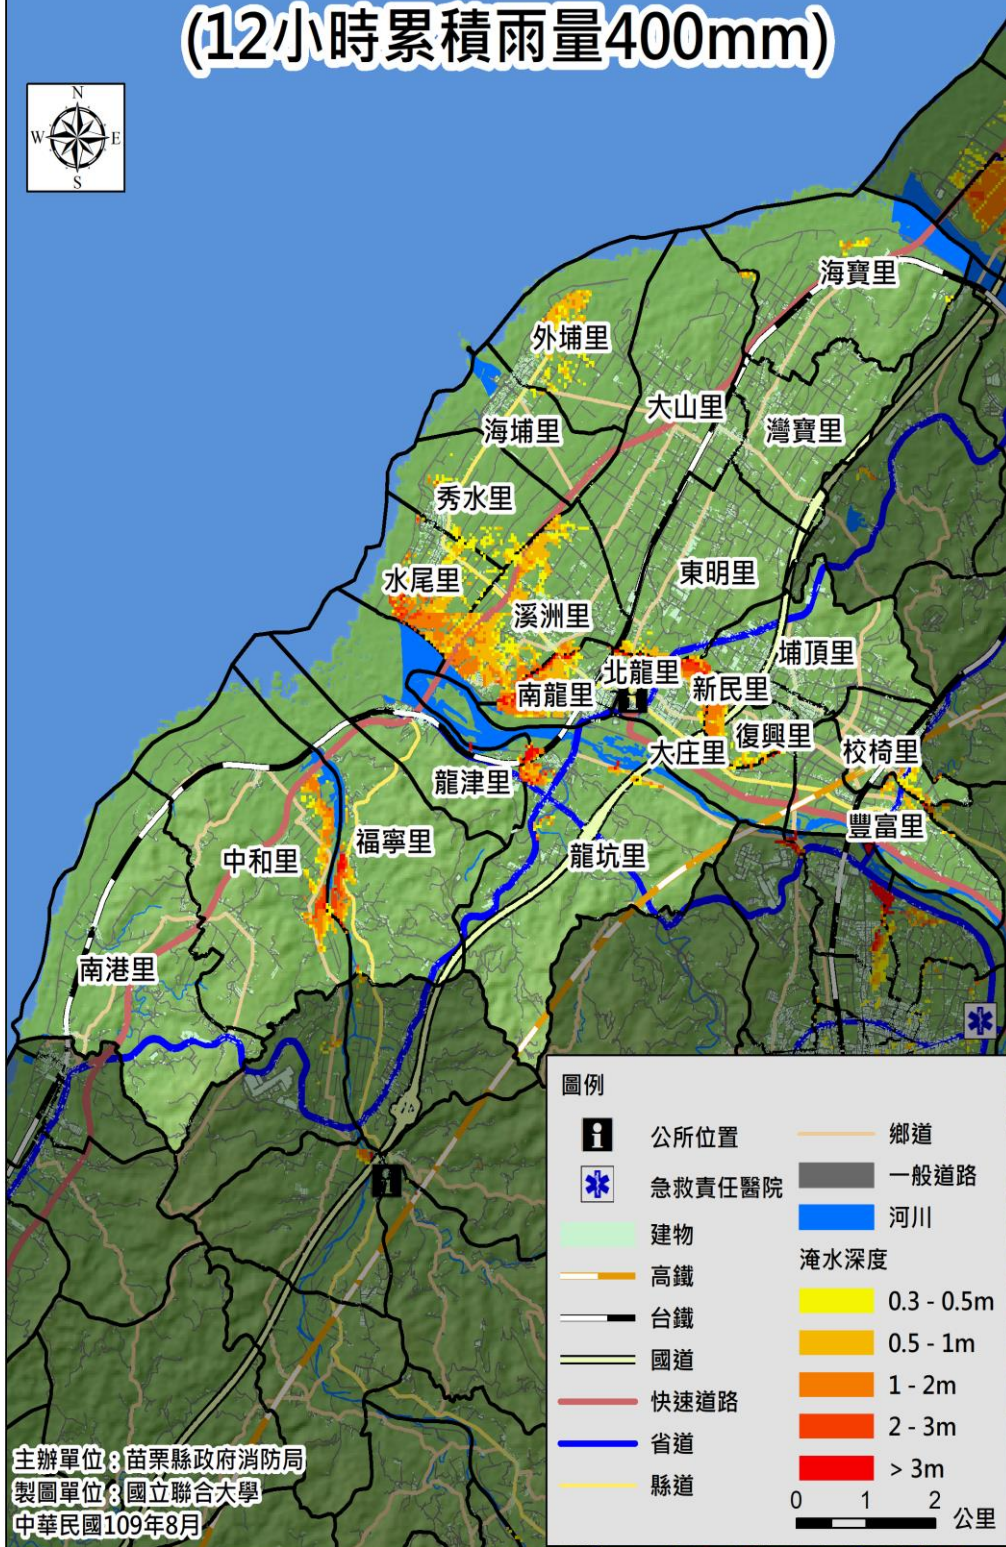 (12小時累積雨量400mm)
N
W
E
S
海寶里
外埔里
大山里
海埔里
灣寶里
秀水里
水尾里
東明里
溪洲里
埔頂里
北龍里
南龍里
新民里
復興里
大庄里
校椅里
龍津里
豐富里
福寧里
龍坑里
中和里
南港里
圖例
公所位置
急救責任醫院
建物
高鐵
台鐵
國道
快速道路
省道
縣道
鄉道
一般道路
河川
淹水深度
0.3 - 0.5m
0.5 - 1m
1 - 2m
2 - 3m
> 3m
0 1 2
公里
主辦單位：苗栗縣政府消防局
製圖單位：國立聯合大學
中華民國109年8月